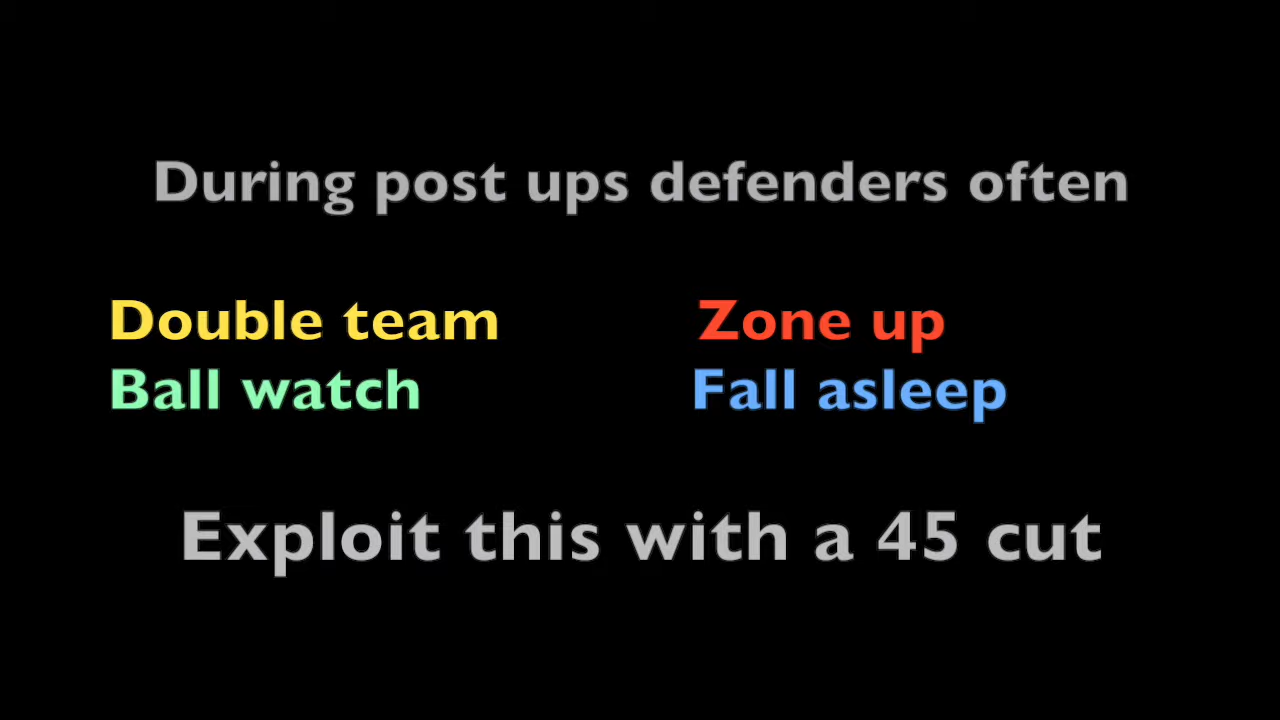 During post ups defenders often
Double team Zone up
Ball watch Fall asleep
Exploit this with a 45 cut